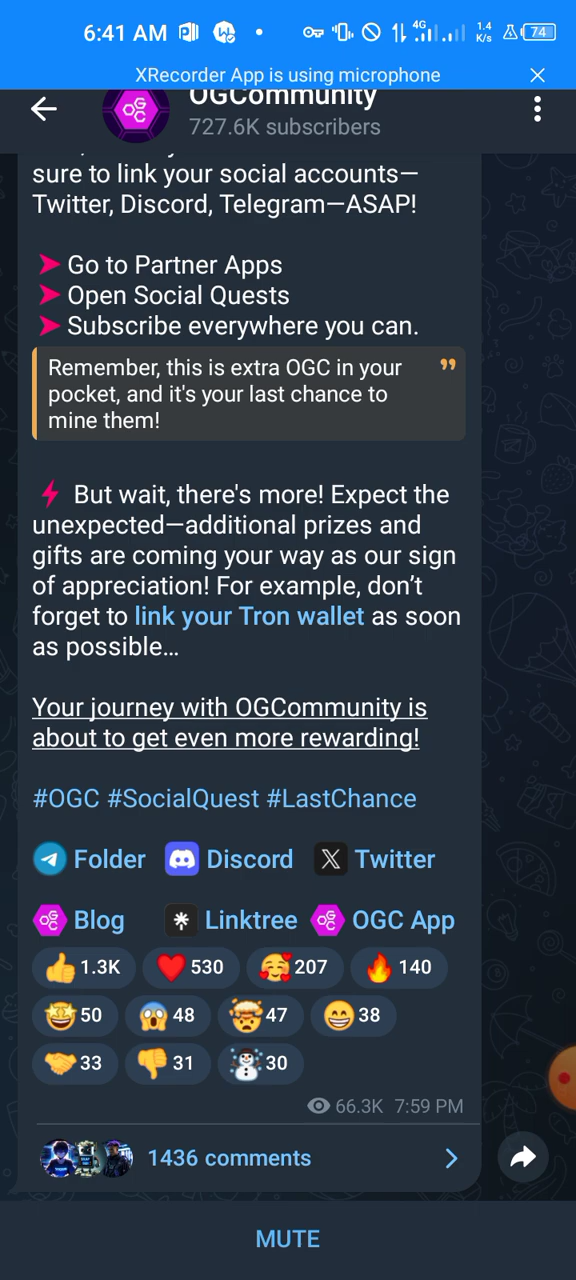 6:41 AM
4G
1.4
K/s
74
XRecorder App is using microphone
OGCommunity
727.6K subscribers
sure to link your social accounts—
Twitter, Discord, Telegram—ASAP!
➤ Go to Partner Apps
➤ Open Social Quests
➤ Subscribe everywhere you can.
Remember, this is extra OGC in your
pocket, and it's your last chance to
mine them!
⚡ But wait, there's more! Expect the
unexpected—additional prizes and
gifts are coming your way as our sign
of appreciation! For example, don’t
forget to link your Tron wallet as soon
as possible…
Your journey with OGCommunity is
about to get even more rewarding!
#OGC #SocialQuest #LastChance
Folder Discord Twitter
Blog Linktree OGC App
👍 1.3K ❤️ 530 🥰 207 🔥 140
🤩 50 😱 48 🤯 47 😁 38
🤝 33 👎 31 ☃️ 30
66.3K 7:59 PM
1436 comments
MUTE